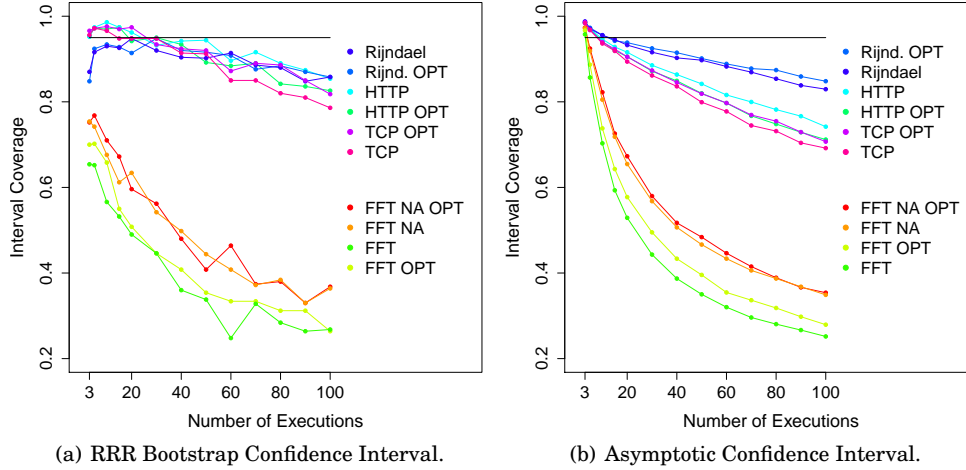 1.0
0.8
0.6
0.4
0.2
Interval Coverage
Rijndael
Rijnd. OPT
HTTP
HTTP OPT
TCP OPT
TCP
FFT NA OPT
FFT NA
FFT
FFT OPT
3 20 40 60 80 100
Number of Executions
(a) RRR Bootstrap Confidence Interval.
1.0
0.8
0.6
0.4
0.2
Interval Coverage
Rijnd. OPT
Rijndael
HTTP
HTTP OPT
TCP OPT
TCP
FFT NA OPT
FFT NA
FFT OPT
FFT
3 20 40 60 80 100
Number of Executions
(b) Asymptotic Confidence Interval.